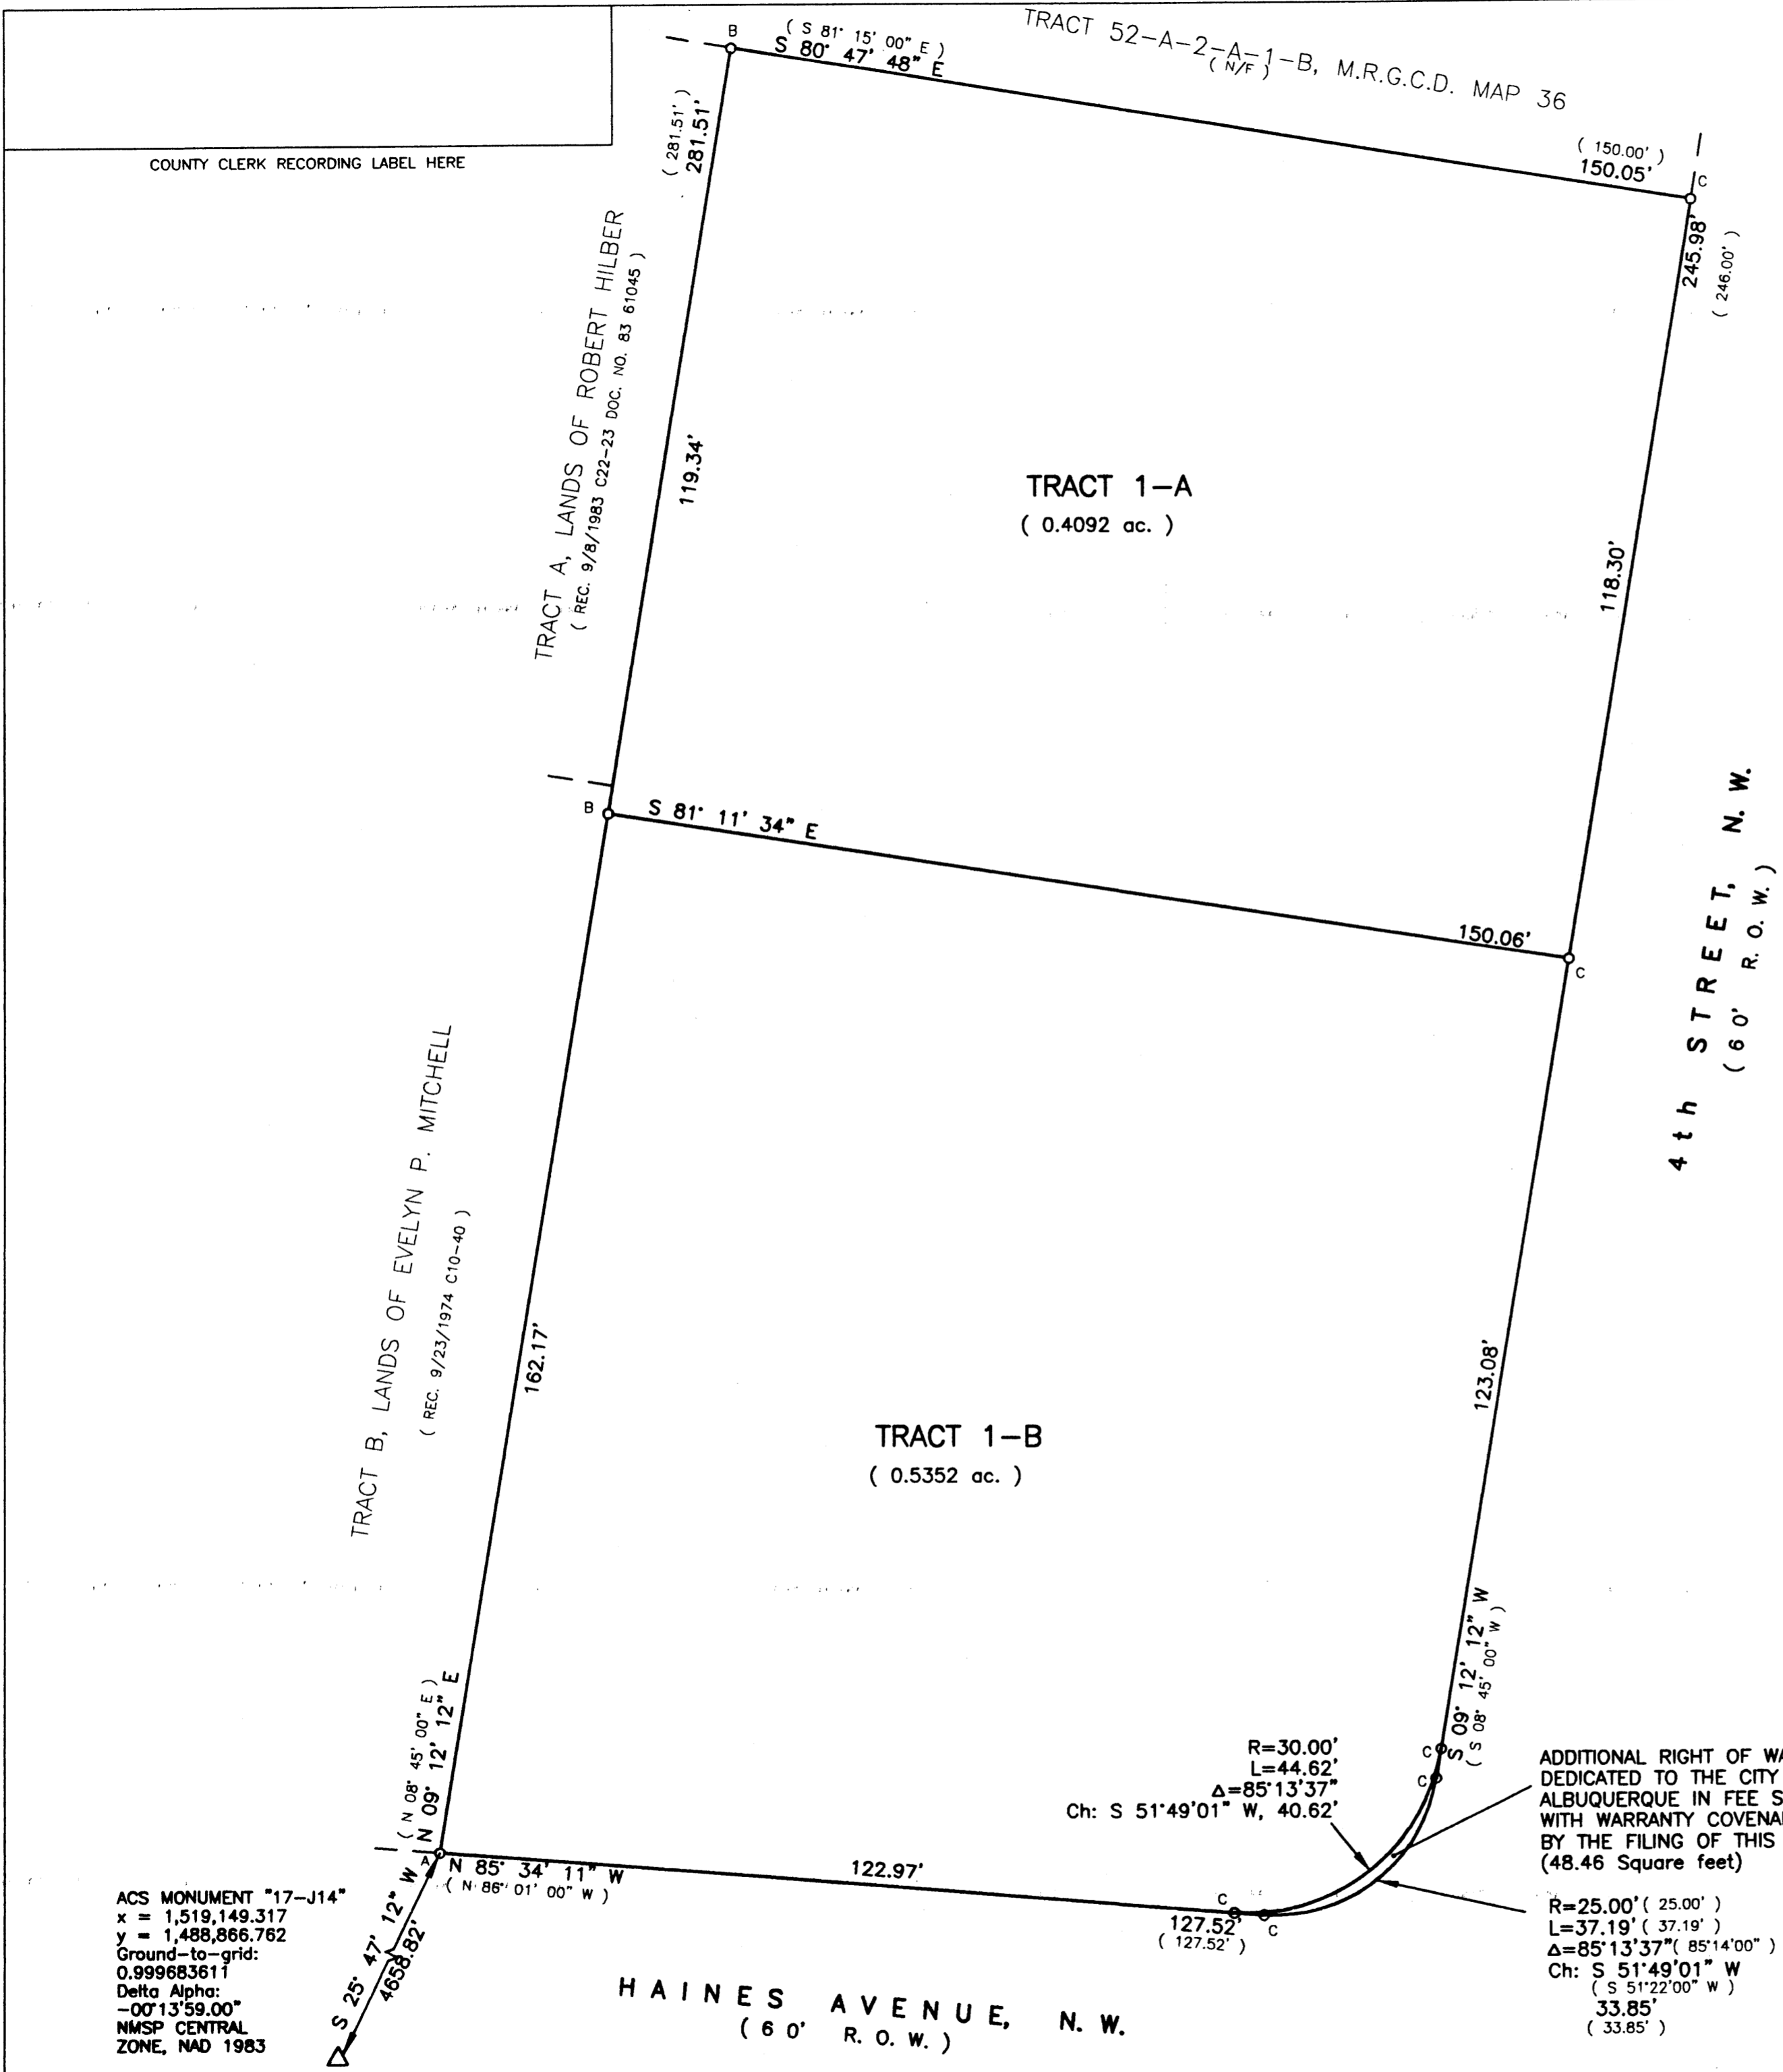 TRACT 52-A-2-A-1-B, M.R.G.C.D. MAP 36
( N/F )
B
( S 81° 15' 00" E )
S 80° 47' 48" E
COUNTY CLERK RECORDING LABEL HERE
( 281.51' )
281.51'
( 150.00' )
150.05'
C
245.98'
( 246.00' )
TRACT A, LANDS OF ROBERT HILBER
( REC. 9/8/1983 C22-23 DOC. NO. 83 61045 )
119.34'
TRACT 1-A
( 0.4092 ac. )
118.30'
B
S 81° 11' 34" E
150.06'
C
4th STREET, N.W.
( 60' R.O.W. )
TRACT B, LANDS OF EVELYN P. MITCHELL
( REC. 9/23/1974 C10-40 )
162.17'
123.08'
TRACT 1-B
( 0.5352 ac. )
( N 08° 45' 00" E )
N 09° 12' 12" E
S 09° 12' 12" W
( S 08° 45' 00" W )
R=30.00'
L=44.62'
Δ=85°13'37"
Ch: S 51°49'01" W, 40.62'
C
C
ADDITIONAL RIGHT OF WA
DEDICATED TO THE CITY
ALBUQUERQUE IN FEE S
WITH WARRANTY COVENA
BY THE FILING OF THIS
(48.46 Square feet)
A
N 85° 34' 11" W
( N 86° 01' 00" W )
122.97'
C
C
127.52'
( 127.52' )
R=25.00' ( 25.00' )
L=37.19' ( 37.19' )
Δ=85°13'37" ( 85°14'00" )
Ch: S 51°49'01" W
( S 51°22'00" W )
33.85'
( 33.85' )
ACS MONUMENT "17-J14"
x = 1,519,149.317
y = 1,488,866.762
Ground-to-grid:
0.999683611
Delta Alpha:
-00°13'59.00"
NMSP CENTRAL
ZONE, NAD 1983
S 25° 47' 12" W
4658.82'
HAINES AVENUE, N.W.
( 60' R.O.W. )